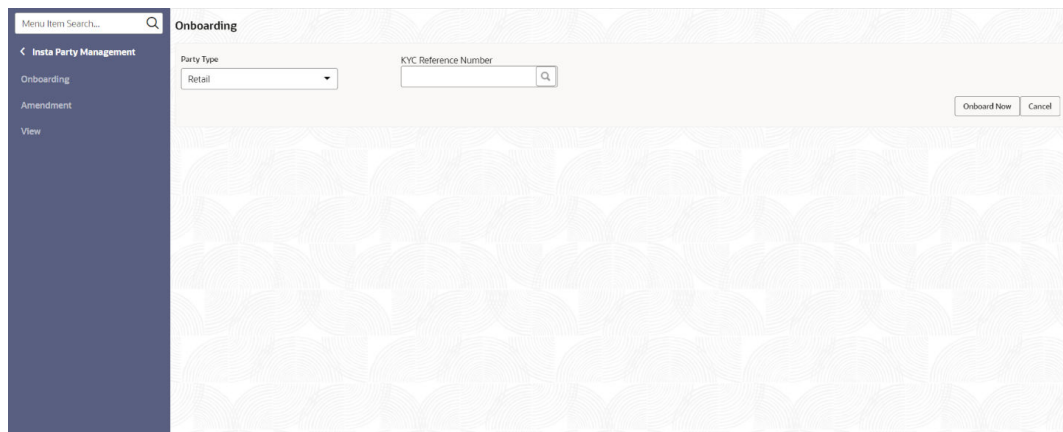 Menu Item Search...
Insta Party Management
Onboarding
Amendment
View
Onboarding
Party Type
Retail
KYC Reference Number
Onboard Now
Cancel